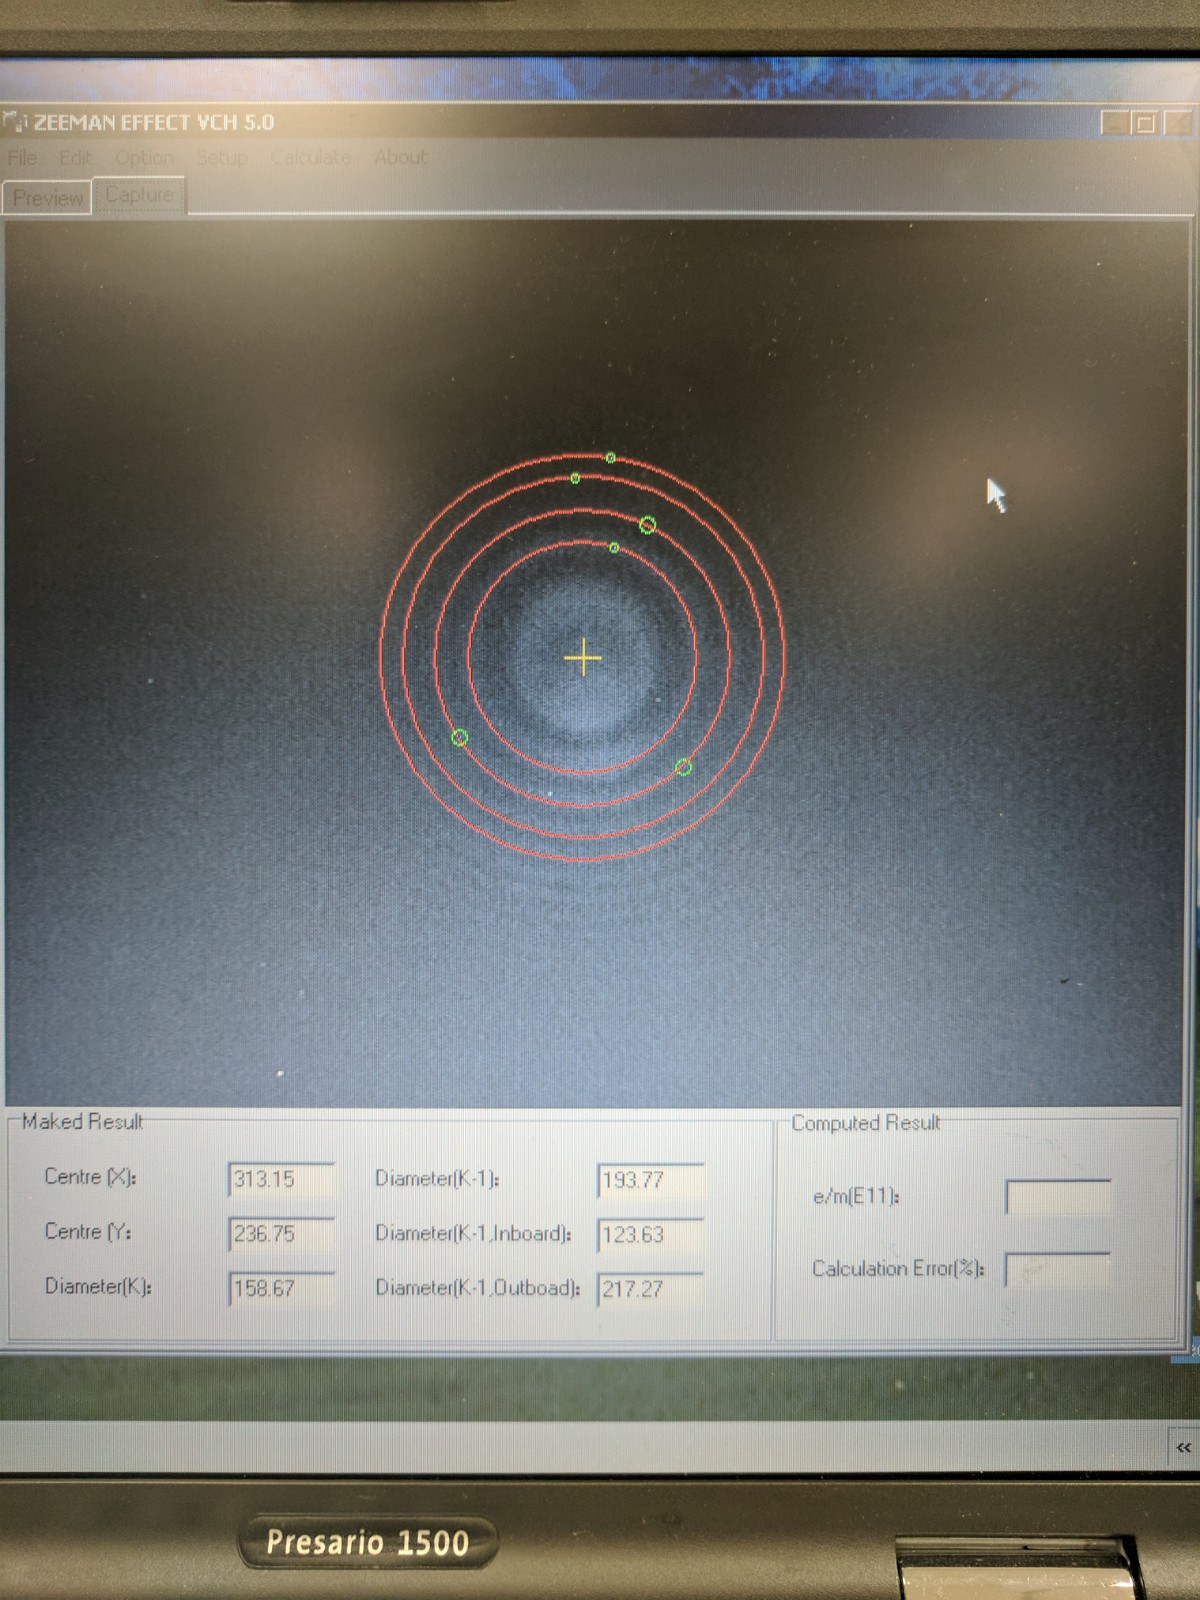 ZEEMAN EFFECT VCH 5.0
File Edit Option Setup Calculate About
Preview Capture
Maked Result
Computed Result
Centre (X): 313.15 Diameter(K-1): 193.77
e/m(E11):
Centre (Y: 236.75 Diameter(K-1,Inboard): 123.63
Calculation Error(%):
Diameter(K): 158.67 Diameter(K-1,Outboad): 217.27
«
Presario 1500